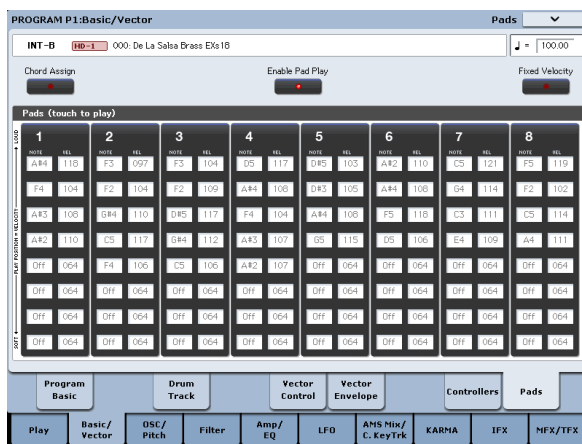 PROGRAM P1:Basic/Vector Pads
INT-B HD-1 000: De La Salsa Brass EXs18 ♩ = 100.00
Chord Assign Enable Pad Play Fixed Velocity
Pads (touch to play)
1 2 3 4 5 6 7 8
NOTE VEL NOTE VEL NOTE VEL NOTE VEL NOTE VEL NOTE VEL NOTE VEL NOTE VEL
A#4 118 F3 097 F3 104 D5 117 D#5 103 A#2 110 C5 121 F5 119
F4 104 F2 104 F2 109 A#4 108 D#3 105 A#4 108 G4 114 F2 102
A#3 108 G#4 110 D#5 117 F4 104 A#4 108 F5 118 C3 111 C5 114
A#2 110 C5 117 G#4 112 A#3 107 G5 115 D5 106 E4 109 A4 111
Off 064 F4 106 C5 106 A#2 107 Off 064 Off 064 Off 064 Off 064
Off 064 Off 064 Off 064 Off 064 Off 064 Off 064 Off 064 Off 064
Off 064 Off 064 Off 064 Off 064 Off 064 Off 064 Off 064 Off 064
Off 064 Off 064 Off 064 Off 064 Off 064 Off 064 Off 064 Off 064
SOFT PLAY POSITION = VELOCITY LOUD
Program Basic Drum Track Vector Control Vector Envelope Controllers Pads
Play Basic/ Vector OSC/ Pitch Filter Amp/ EQ LFO AMS Mix/ C. KeyTrk KARMA IFX MFX/TFX